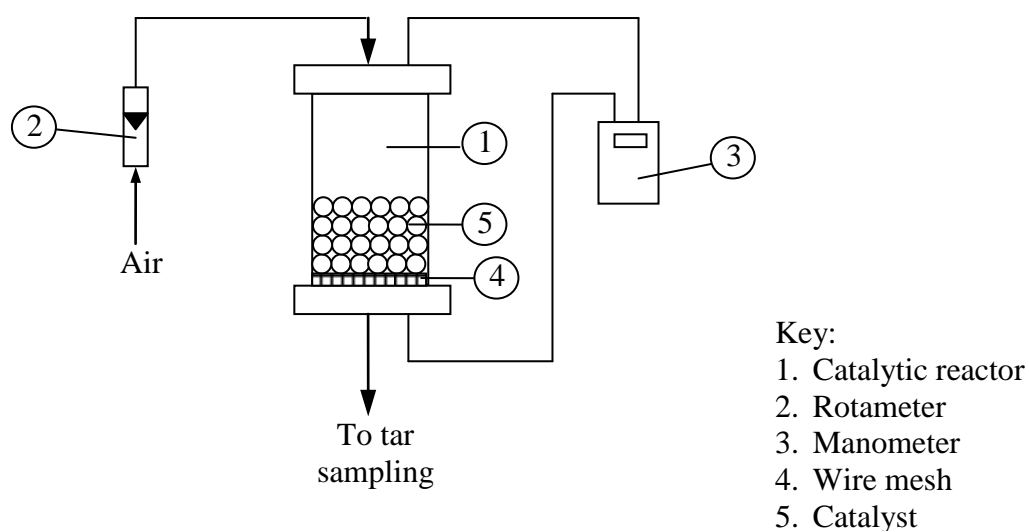 1
2
3
Air
5
4
To tar
sampling
Key:
1. Catalytic reactor
2. Rotameter
3. Manometer
4. Wire mesh
5. Catalyst